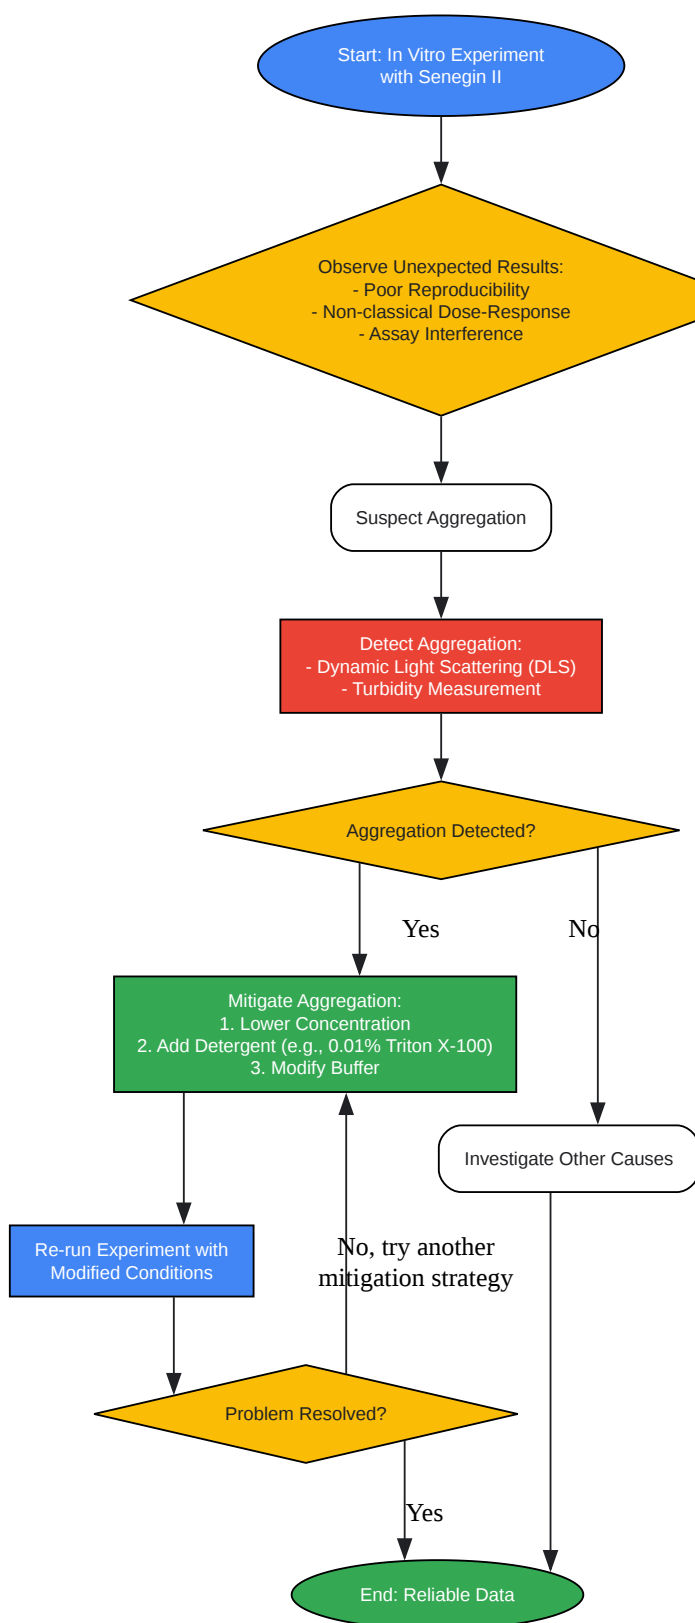 Start: In Vitro Experiment
with Senegin II
Observe Unexpected Results:
- Poor Reproducibility
- Non-classical Dose-Response
- Assay Interference
Suspect Aggregation
Detect Aggregation:
- Dynamic Light Scattering (DLS)
- Turbidity Measurement
Aggregation Detected?
Yes
No
Mitigate Aggregation:
1. Lower Concentration
2. Add Detergent (e.g., 0.01% Triton X-100)
3. Modify Buffer
Investigate Other Causes
Re-run Experiment with
Modified Conditions
No, try another
mitigation strategy
Problem Resolved?
Yes
End: Reliable Data